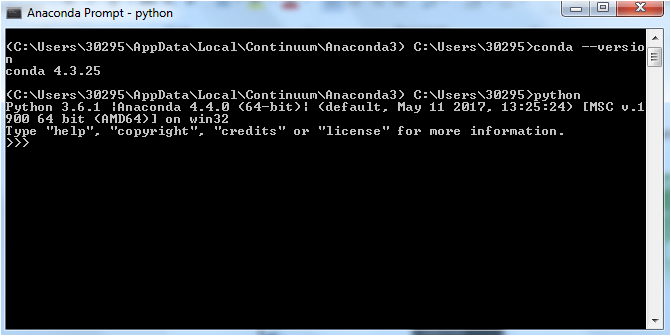 Anaconda Prompt - python
(C:\Users\30295\AppData\Local\Continuum\Anaconda3) C:\Users\30295>conda --versio
n
conda 4.3.25
(C:\Users\30295\AppData\Local\Continuum\Anaconda3) C:\Users\30295>python
Python 3.6.1 |Anaconda 4.4.0 (64-bit)| (default, May 11 2017, 13:25:24) [MSC v.1
900 64 bit (AMD64)] on win32
Type "help", "copyright", "credits" or "license" for more information.
>>>